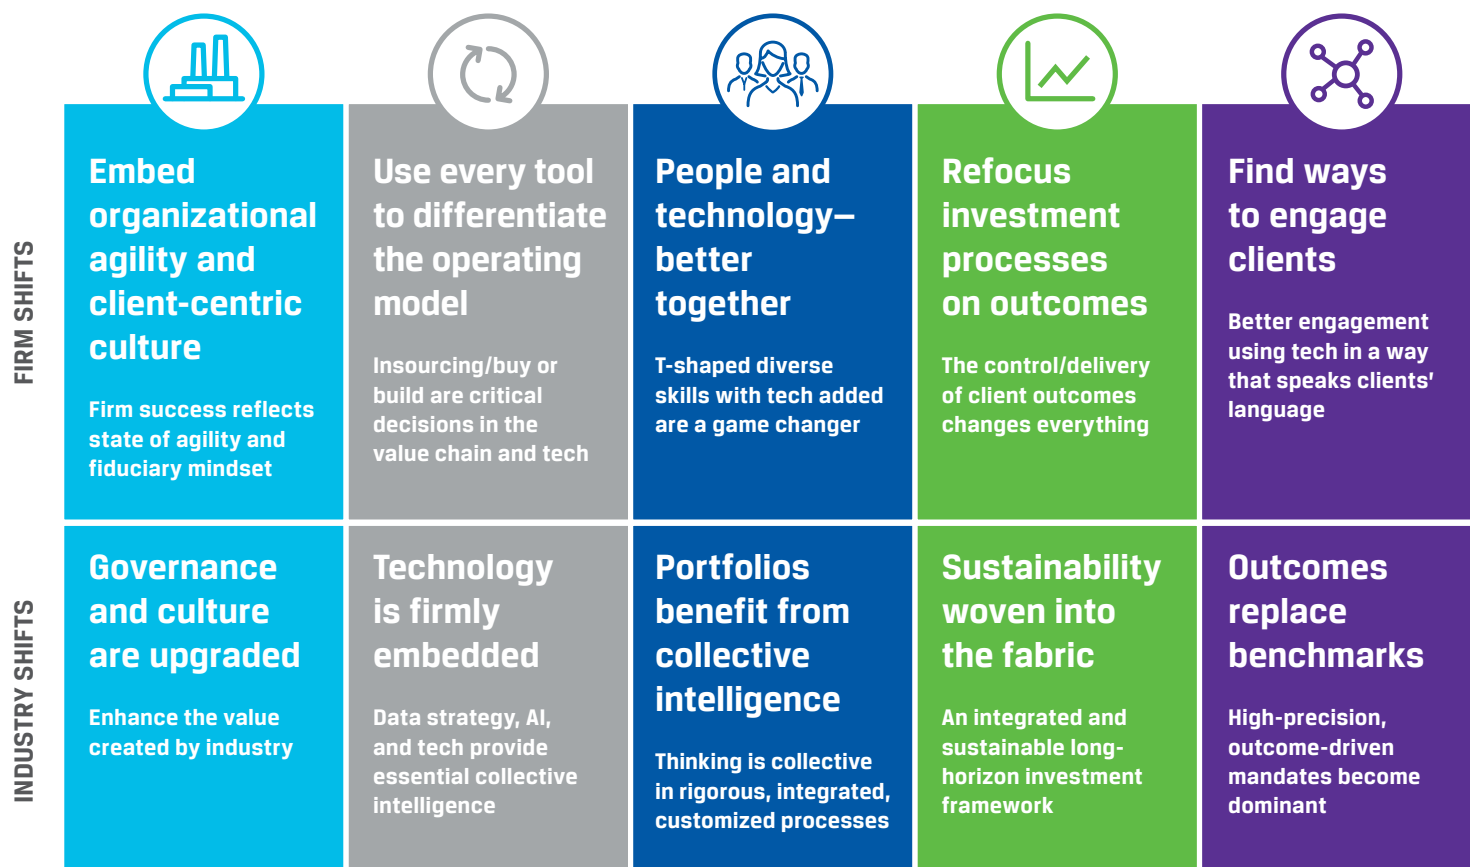 FIRM SHIFTS
Embed
organizational
agility and
client-centric
culture
Firm success reflects
state of agility and
fiduciary mindset
Use every tool
to differentiate
the operating
model
Insourcing/buy or
build are critical
decisions in the
value chain and tech
People and
technology—
better
together
T-shaped diverse
skills with tech added
are a game changer
Refocus
investment
processes
on outcomes
The control/delivery
of client outcomes
changes everything
Find ways
to engage
clients
Better engagement
using tech in a way
that speaks clients'
language
INDUSTRY SHIFTS
Governance
and culture
are upgraded
Enhance the value
created by industry
Technology
is firmly
embedded
Data strategy, AI,
and tech provide
essential collective
intelligence
Portfolios
benefit from
collective
intelligence
Thinking is collective
in rigorous, integrated,
customized processes
Sustainability
woven into
the fabric
An integrated and
sustainable long-
horizon investment
framework
Outcomes
replace
benchmarks
High-precision,
outcome-driven
mandates become
dominant